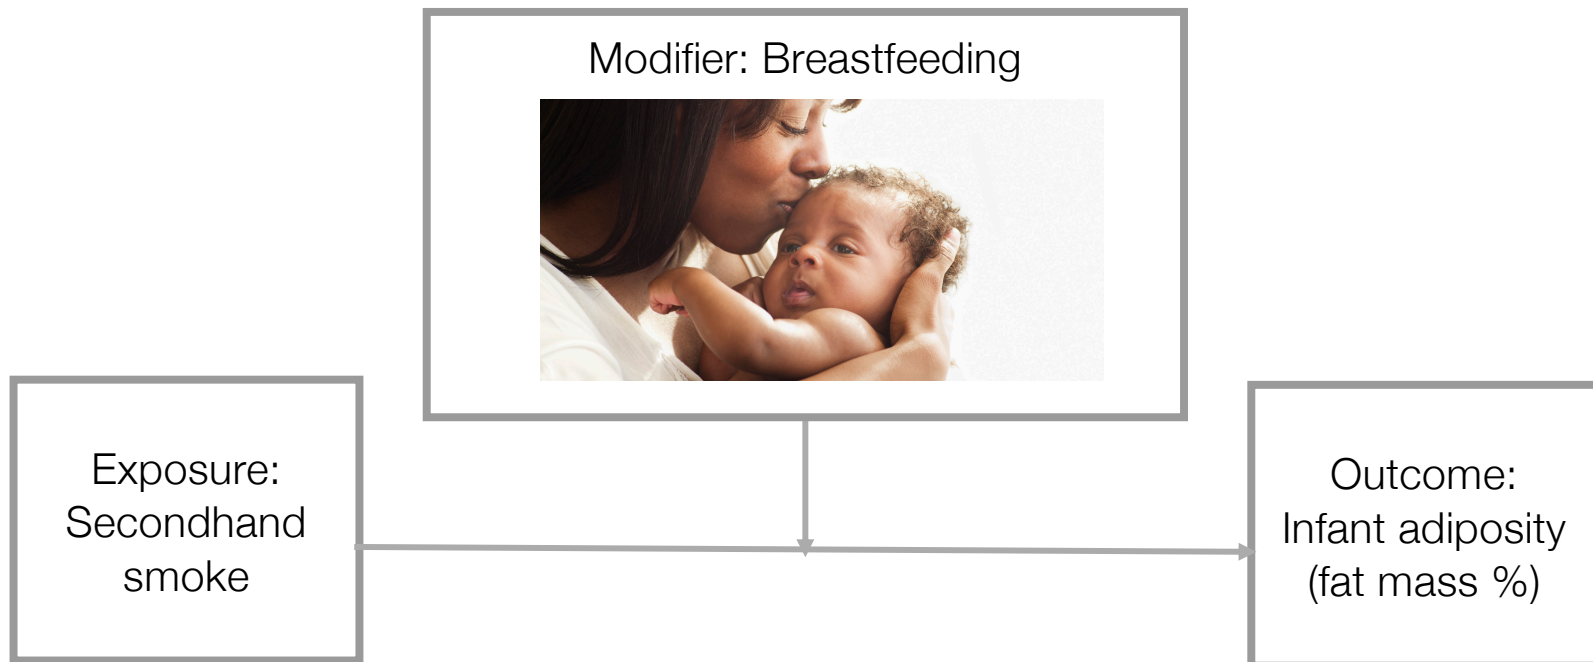 Modifier: Breastfeeding
Exposure:
Secondhand
smoke
Outcome:
Infant adiposity
(fat mass %)